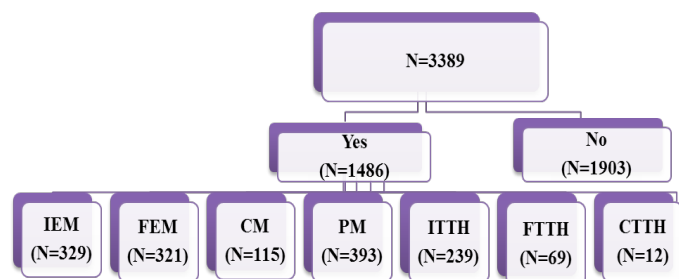 N=3389
Yes
(N=1486)
No
(N=1903)
IEM
(N=329)
FEM
(N=321)
CM
(N=115)
PM
(N=393)
ITTH
(N=239)
FTTH
(N=69)
CTTH
(N=12)